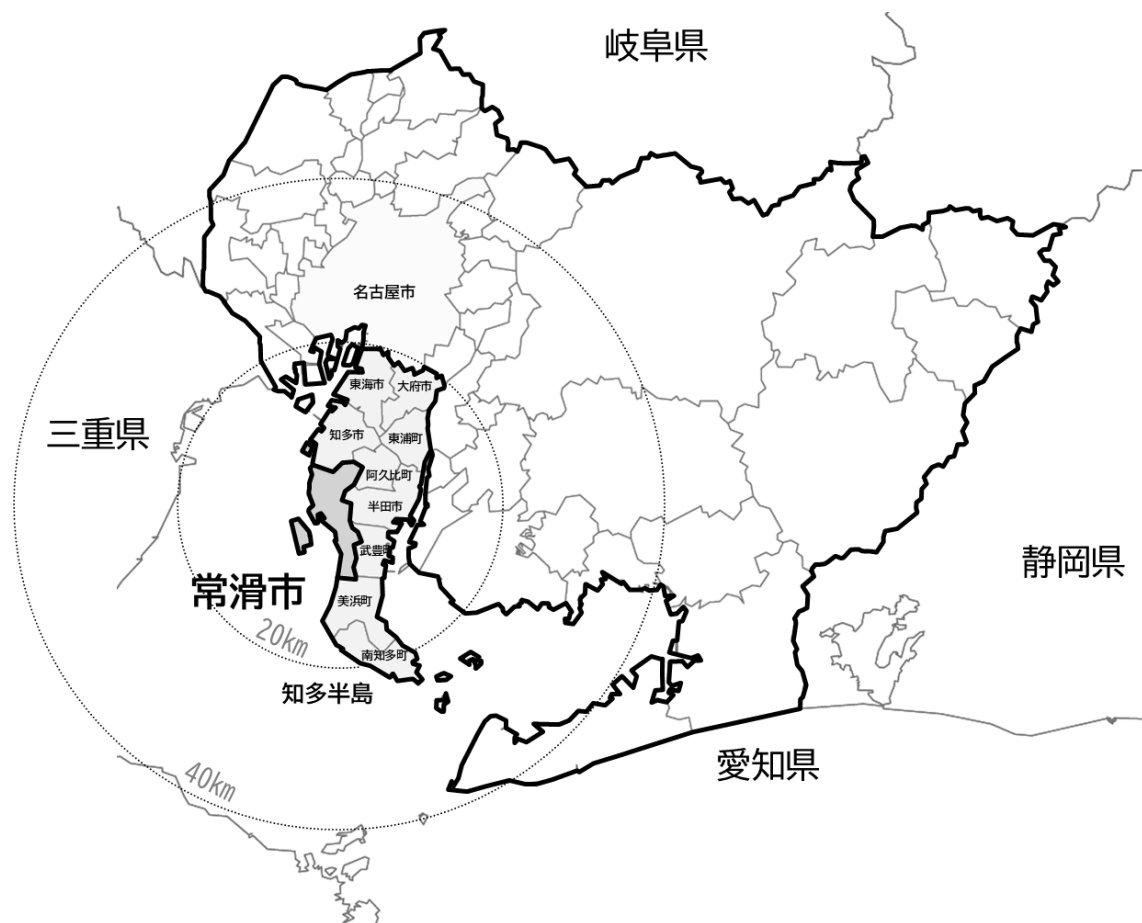 岐阜県
名古屋市
東海市
大府市
三重県
知多市
東浦町
阿久比町
半田市
武豊町
静岡県
常滑市
美浜町
20km
南知多町
知多半島
愛知県
40km